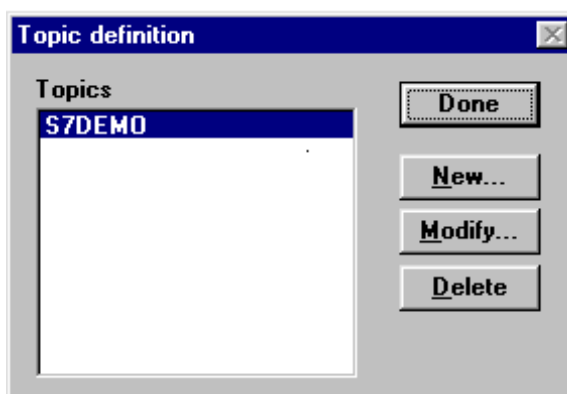 Topic definition
Topics
S7DEMO
Done
New...
Modify...
Delete